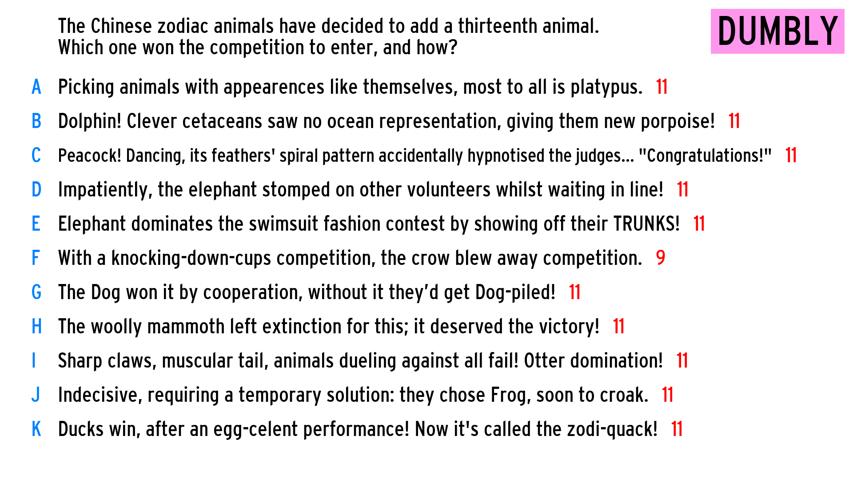 The Chinese zodiac animals have decided to add a thirteenth animal.
Which one won the competition to enter, and how?
DUMBLY
A Picking animals with appearences like themselves, most to all is platypus. 11
B Dolphin! Clever cetaceans saw no ocean representation, giving them new porpoise! 11
C Peacock! Dancing, its feathers' spiral pattern accidentally hypnotised the judges... "Congratulations!" 11
D Impatiently, the elephant stomped on other volunteers whilst waiting in line! 11
E Elephant dominates the swimsuit fashion contest by showing off their TRUNKS! 11
F With a knocking-down-cups competition, the crow blew away competition. 9
G The Dog won it by cooperation, without it they'd get Dog-piled! 11
H The woolly mammoth left extinction for this; it deserved the victory! 11
I Sharp claws, muscular tail, animals dueling against all fail! Otter domination! 11
J Indecisive, requiring a temporary solution: they chose Frog, soon to croak. 11
K Ducks win, after an egg-celent performance! Now it's called the zodi-quack! 11